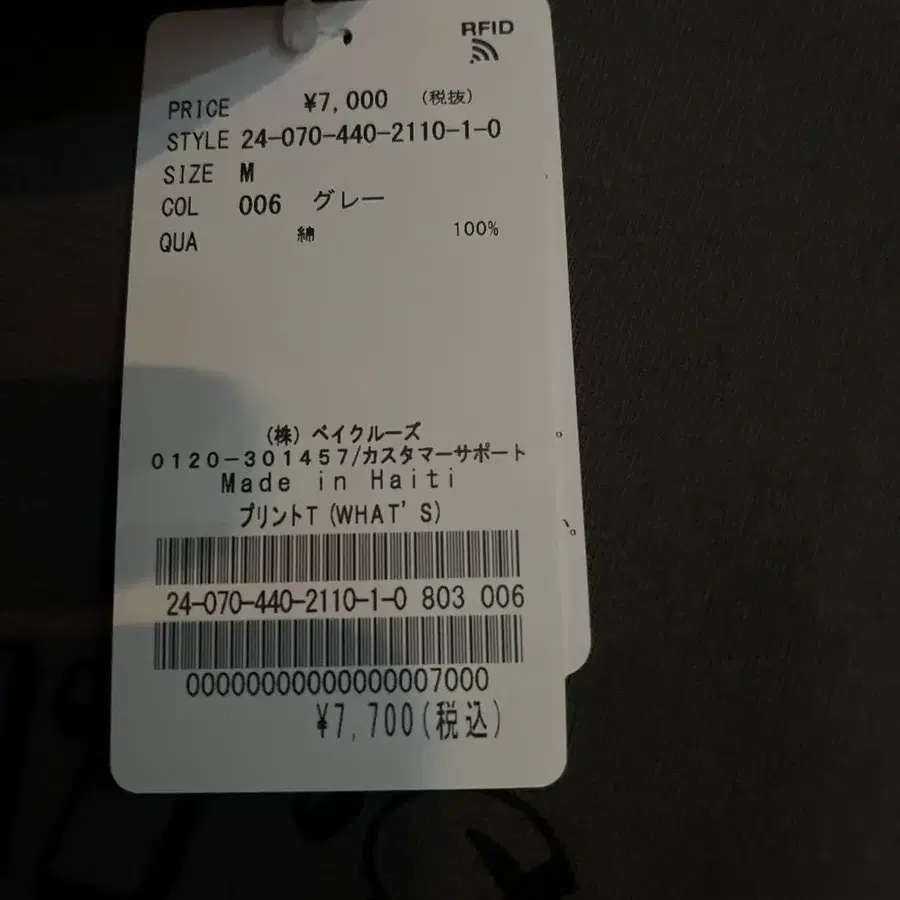 RFID
PRICE ¥7,000 (税抜)
STYLE 24-070-440-2110-1-0
SIZE M
COL 006 グレー
QUA 綿 100%
(株) ベイクルーズ
0120-301457/カスタマーサポート
Made in Haiti
プリントT (WHAT'S)
24-070-440-2110-1-0 803 006
00000000000000007000
¥7,700(税込)